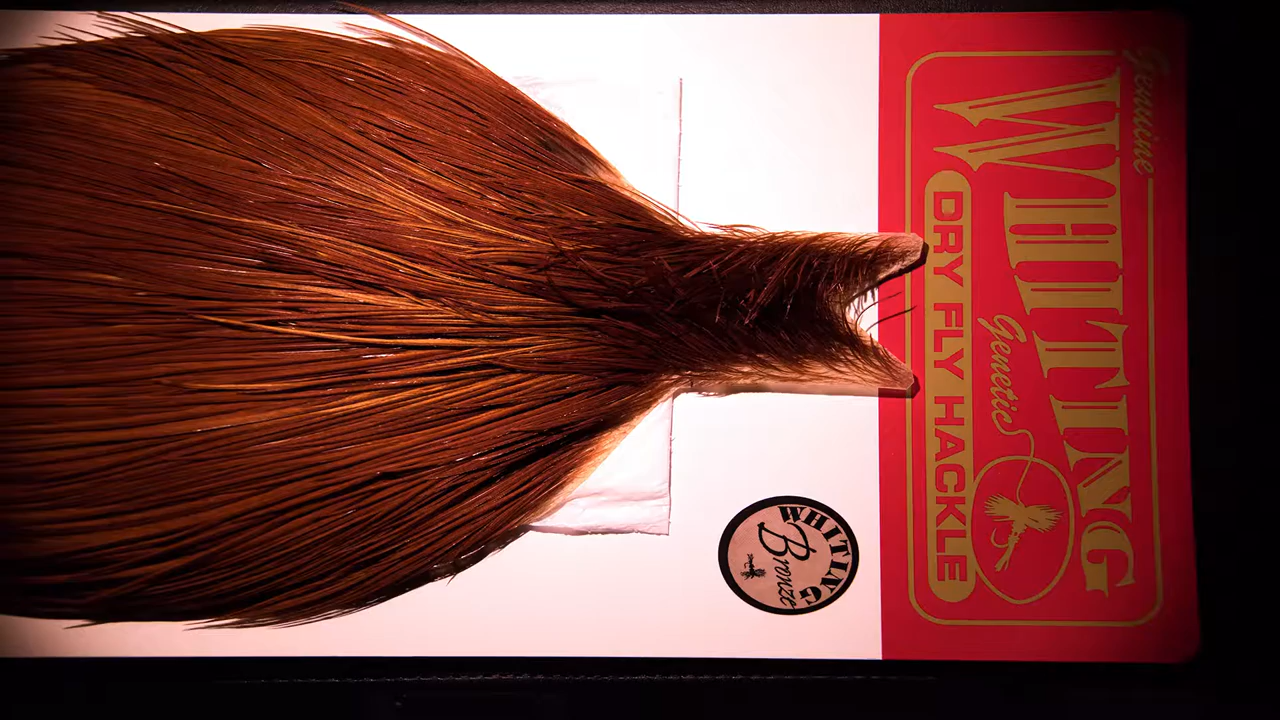 Genuine
WHITING
Genetic
DRY FLY HACKLE
WHITING
Bronze